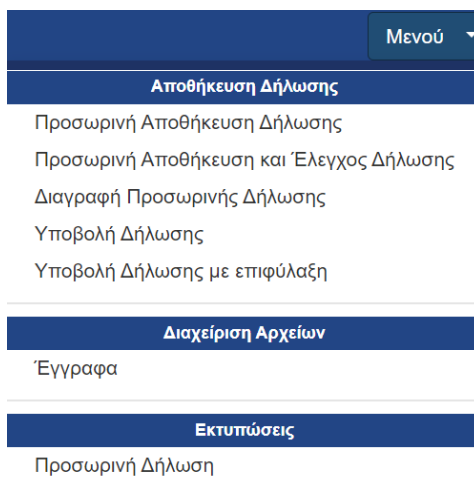 Μενού
Αποθήκευση Δήλωσης
Προσωρινή Αποθήκευση Δήλωσης
Προσωρινή Αποθήκευση και Έλεγχος Δήλωσης
Διαγραφή Προσωρινής Δήλωσης
Υποβολή Δήλωσης
Υποβολή Δήλωσης με επιφύλαξη
Διαχείριση Αρχείων
Έγγραφα
Εκτυπώσεις
Προσωρινή Δήλωση